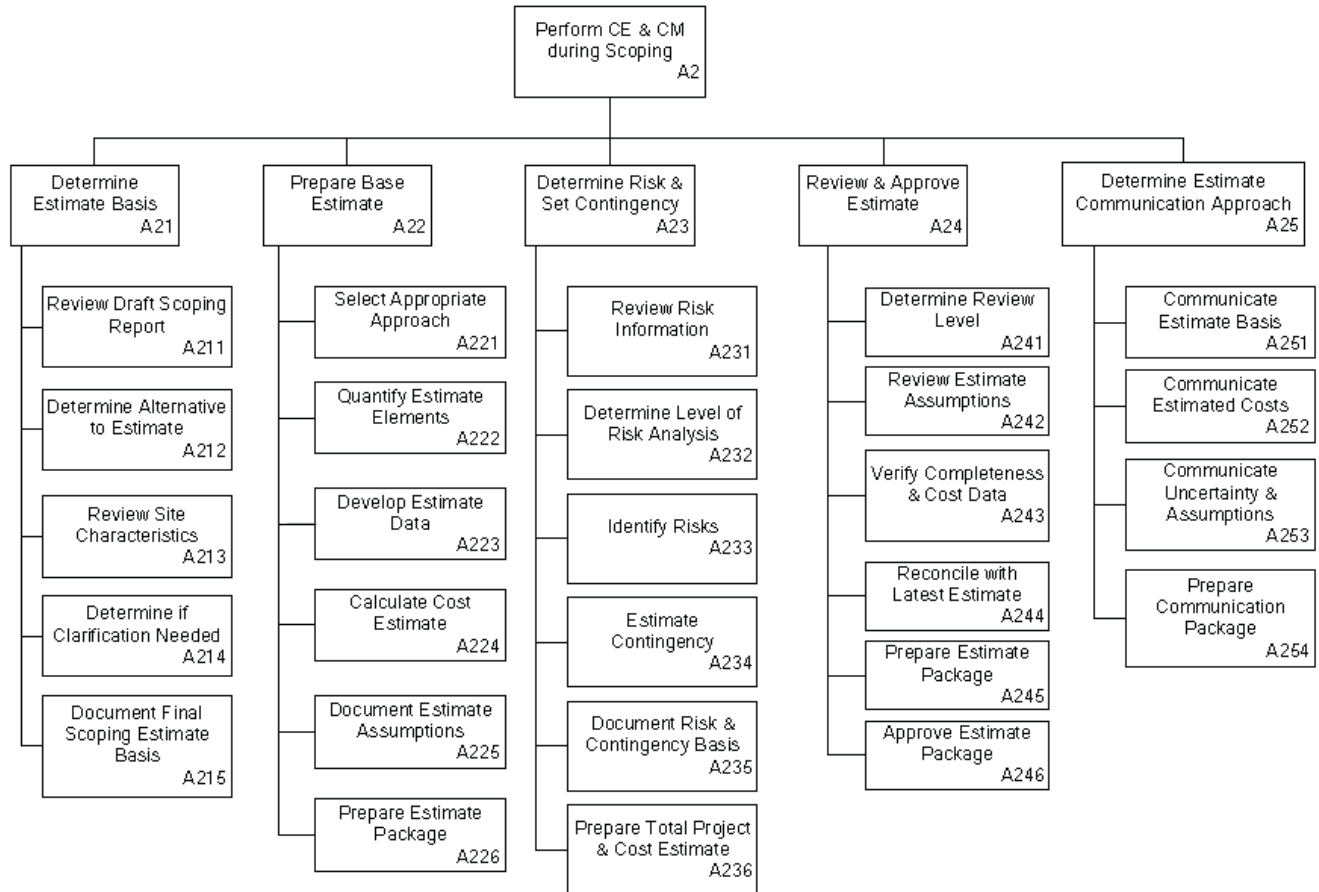 Perform CE & CM
during Scoping
A2
Determine
Estimate Basis
A21
Review Draft Scoping
Report
A211
Determine Alternative
to Estimate
A212
Review Site
Characteristics
A213
Determine if
Clarification Needed
A214
Document Final
Scoping Estimate
Basis
A215
Prepare Base
Estimate
A22
Select Appropriate
Approach
A221
Quantify Estimate
Elements
A222
Develop Estimate
Data
A223
Calculate Cost
Estimate
A224
Document Estimate
Assumptions
A225
Prepare Estimate
Package
A226
Determine Risk &
Set Contingency
A23
Review Risk
Information
A231
Determine Level of
Risk Analysis
A232
Identify Risks
A233
Estimate
Contingency
A234
Document Risk &
Contingency Basis
A235
Prepare Total Project
& Cost Estimate
A236
Review & Approve
Estimate
A24
Determine Review
Level
A241
Review Estimate
Assumptions
A242
Verify Completeness
& Cost Data
A243
Reconcile with
Latest Estimate
A244
Prepare Estimate
Package
A245
Approve Estimate
Package
A246
Determine Estimate
Communication Approach
A25
Communicate
Estimate Basis
A251
Communicate
Estimated Costs
A252
Communicate
Uncertainty &
Assumptions
A253
Prepare
Communication
Package
A254